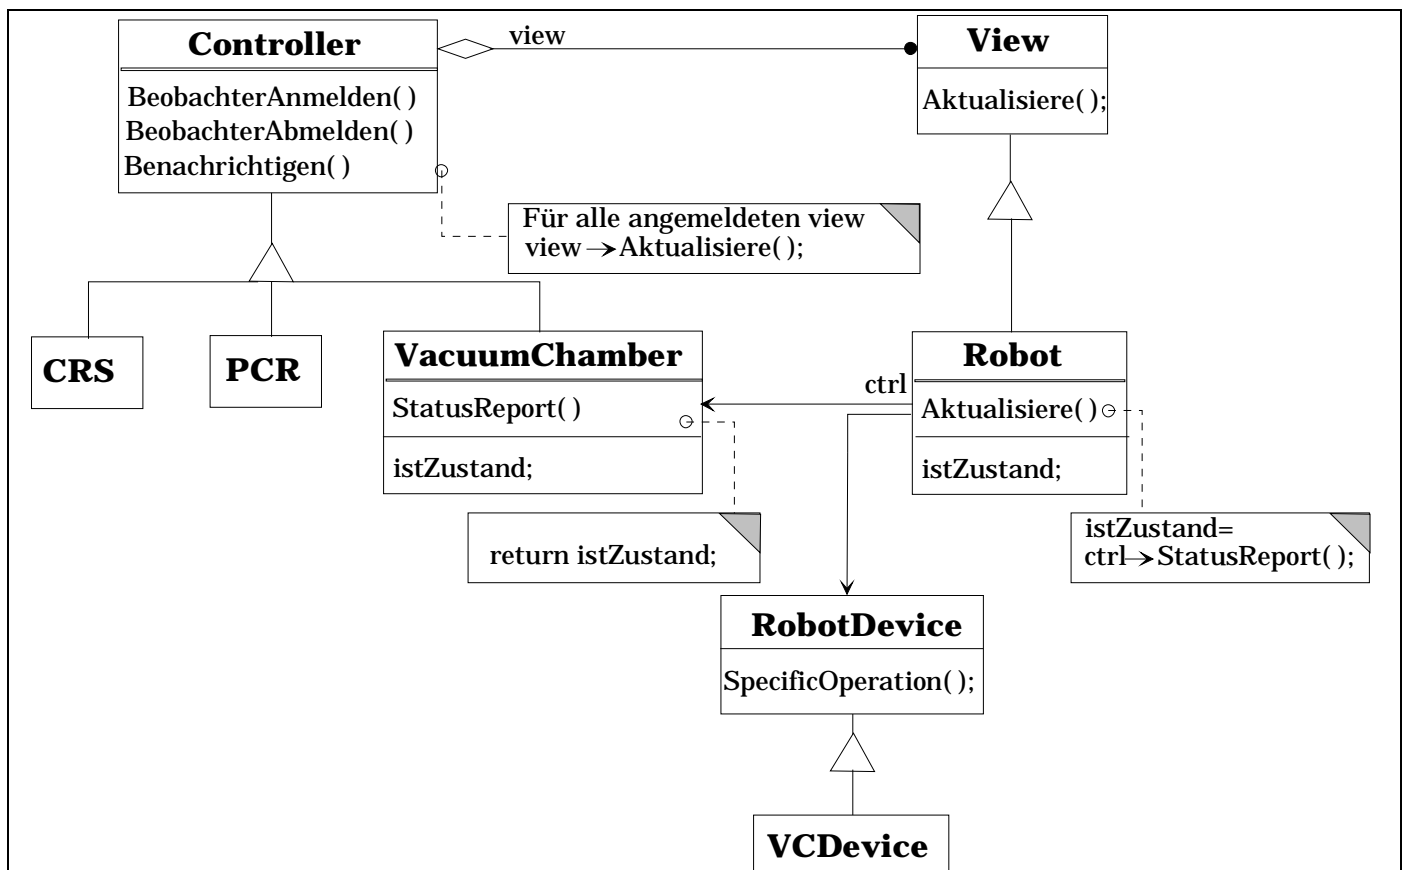 Controller
BeobachterAnmelden( )
BeobachterAbmelden( )
Benachrichtigen( )
view
View
Aktualisiere( );
Für alle angemeldeten view
view→Aktualisiere( );
CRS
PCR
VacuumChamber
StatusReport( )
istZustand;
return istZustand;
ctrl
Robot
Aktualisiere( )
istZustand;
istZustand=
ctrl→StatusReport( );
RobotDevice
SpecificOperation( );
VCDevice